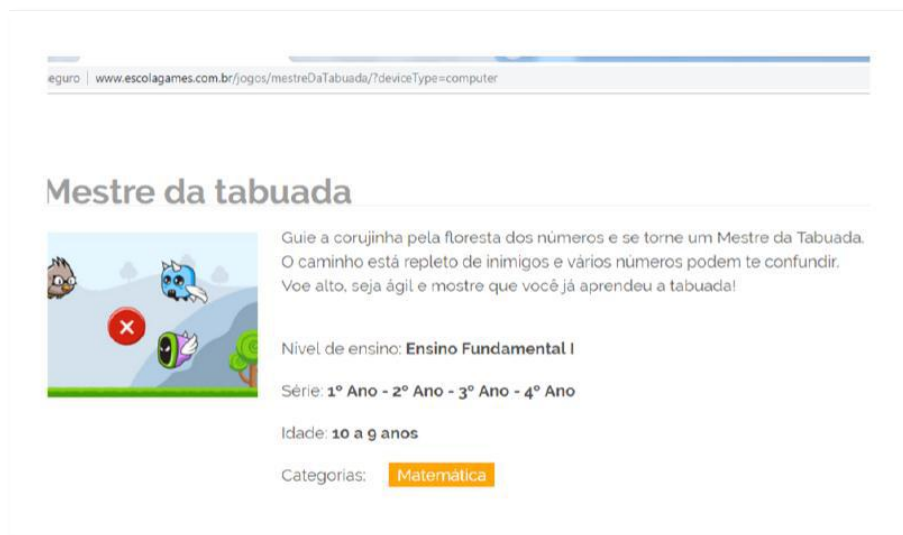 eguro | www.escolagames.com.br/jogos/mestreDaTabuada/?deviceType=computer
Mestre da tabuada
Guie a corujinha pela floresta dos números e se torne um Mestre da Tabuada.
O caminho está repleto de inimigos e vários números podem te confundir.
Voe alto, seja ágil e mostre que você já aprendeu a tabuada!
Nível de ensino: Ensino Fundamental I
Série: 1º Ano - 2º Ano - 3º Ano - 4º Ano
Idade: 10 a 9 anos
Categorias: Matemática